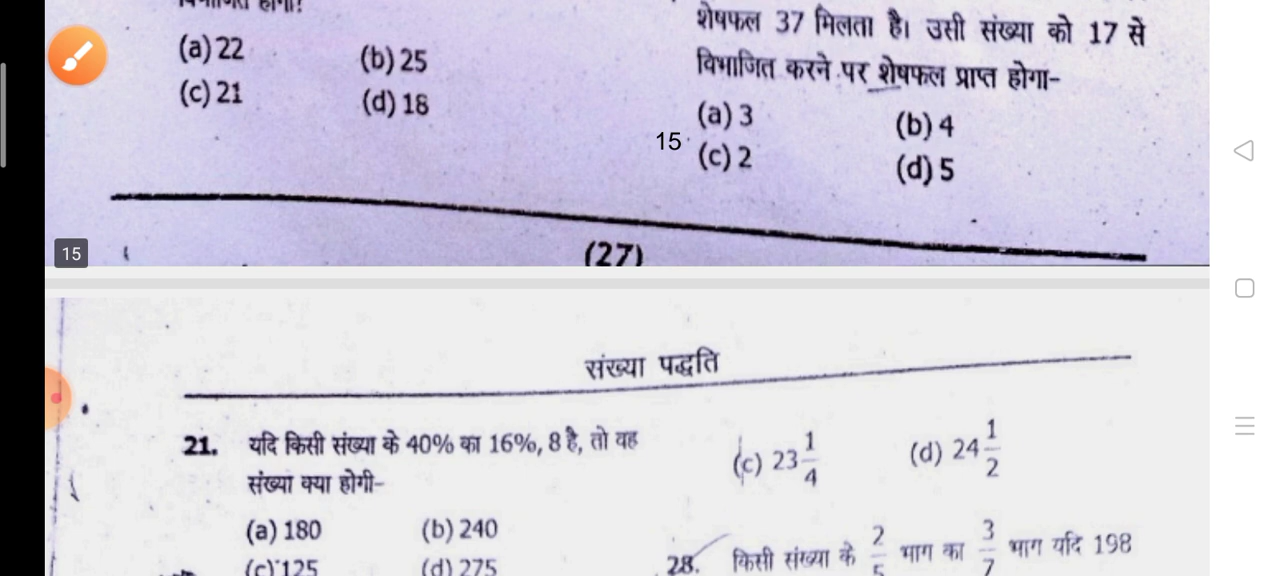 (a) 22 (b) 25
(c) 21 (d) 18
शेषफल 37 मिलता है। उसी संख्या को 17 से
विभाजित करने पर शेषफल प्राप्त होगा-
(a) 3 (b) 4
15
(c) 2 (d) 5
15
(27)
संख्या पद्धति
21. यदि किसी संख्या के 40% का 16%, 8 है, तो वह
संख्या क्या होगी-
(a) 180 (b) 240
(c) 125 (d) 275
(c) 23 1/4 (d) 24 1/2
28. किसी संख्या के 2/5 भाग का 3/7 भाग यदि 198